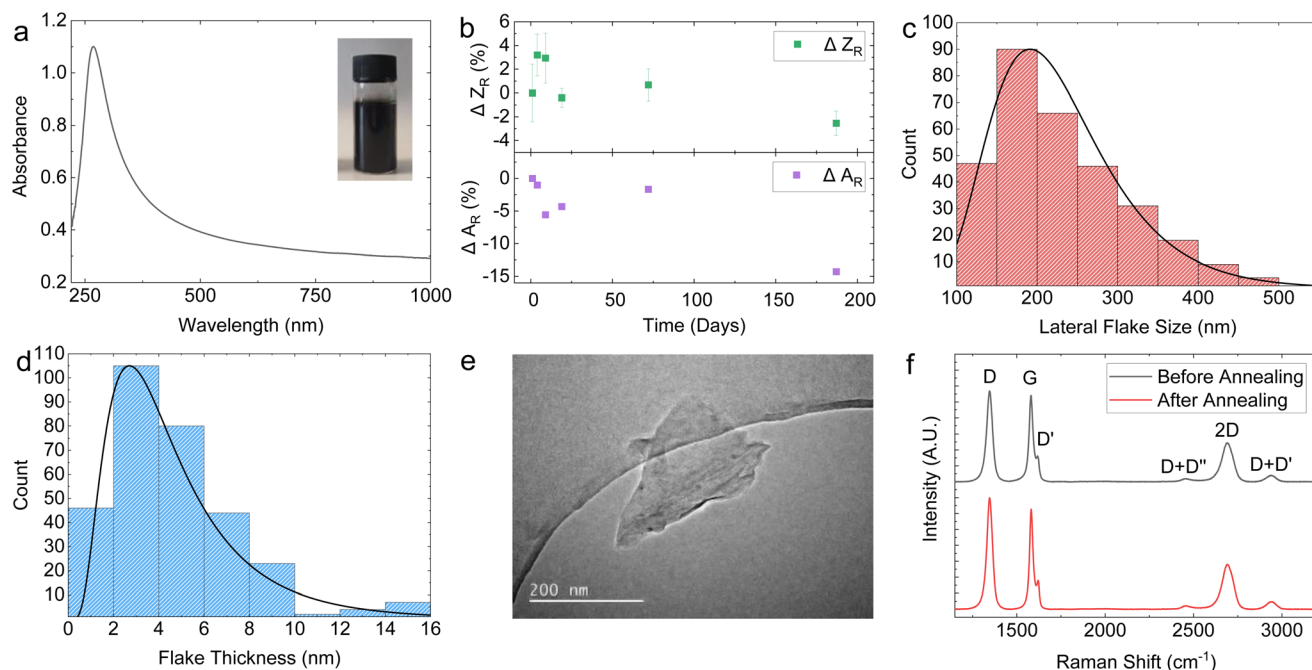 a
1.2
1.0
0.8
0.6
0.4
0.2
250
500
750
1000
Absorbance
Wavelength (nm)
b
6
4
2
0
-2
-4
Δ Z_R (%)
Δ Z_R
0
-5
-10
-15
Δ A_R (%)
Δ A_R
0
50
100
150
200
Time (Days)
c
100
90
80
70
60
50
40
30
20
10
Count
100
200
300
400
500
Lateral Flake Size (nm)
d
110
100
90
80
70
60
50
40
30
20
10
Count
0
2
4
6
8
10
12
14
16
Flake Thickness (nm)
e
200 nm
f
Before Annealing
After Annealing
D
G
D'
2D
D+D''
D+D'
Intensity (A.U.)
1500
2000
2500
3000
Raman Shift (cm⁻¹)